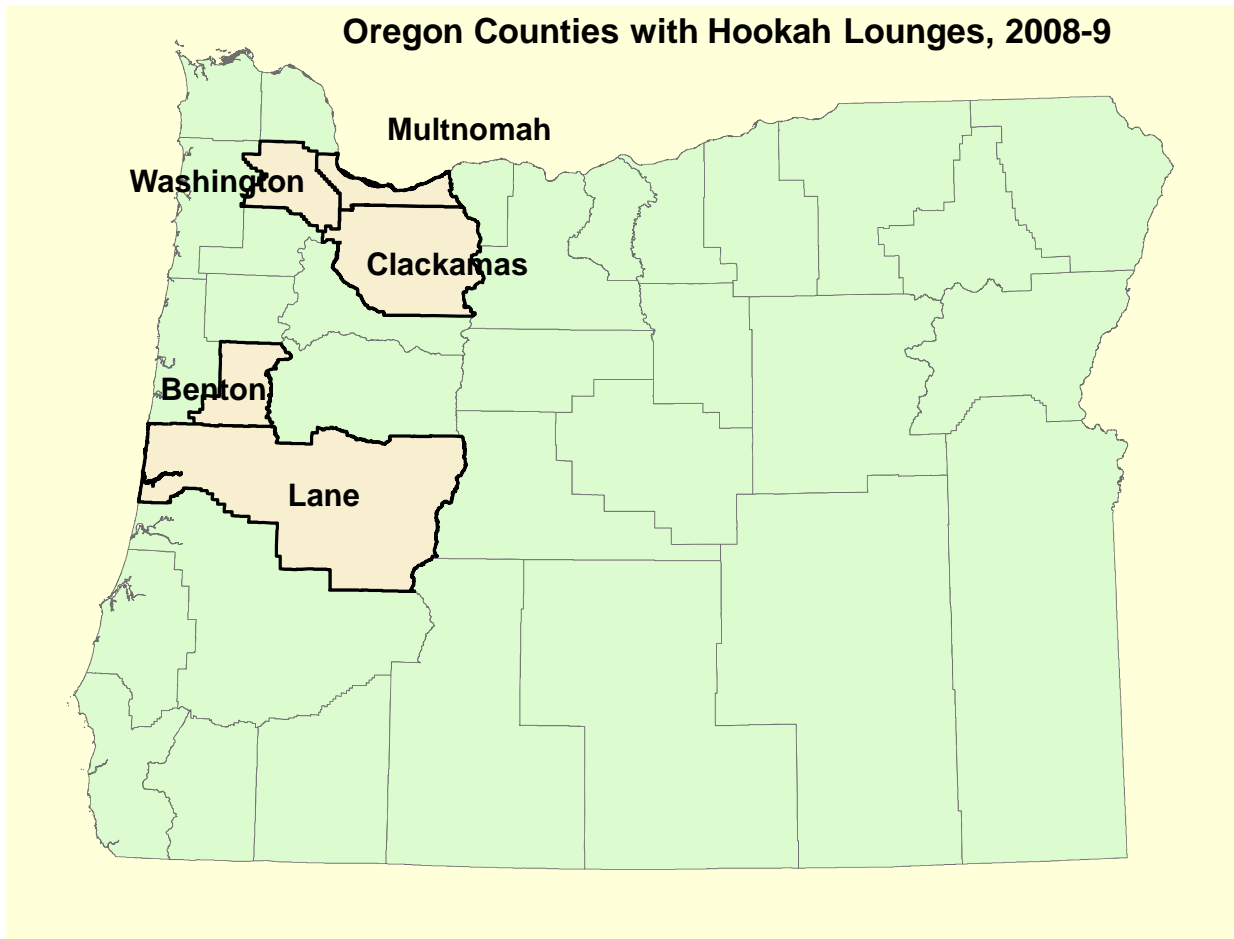 Oregon Counties with Hookah Lounges, 2008-9
Multnomah
Washington
Clackamas
Benton
Lane